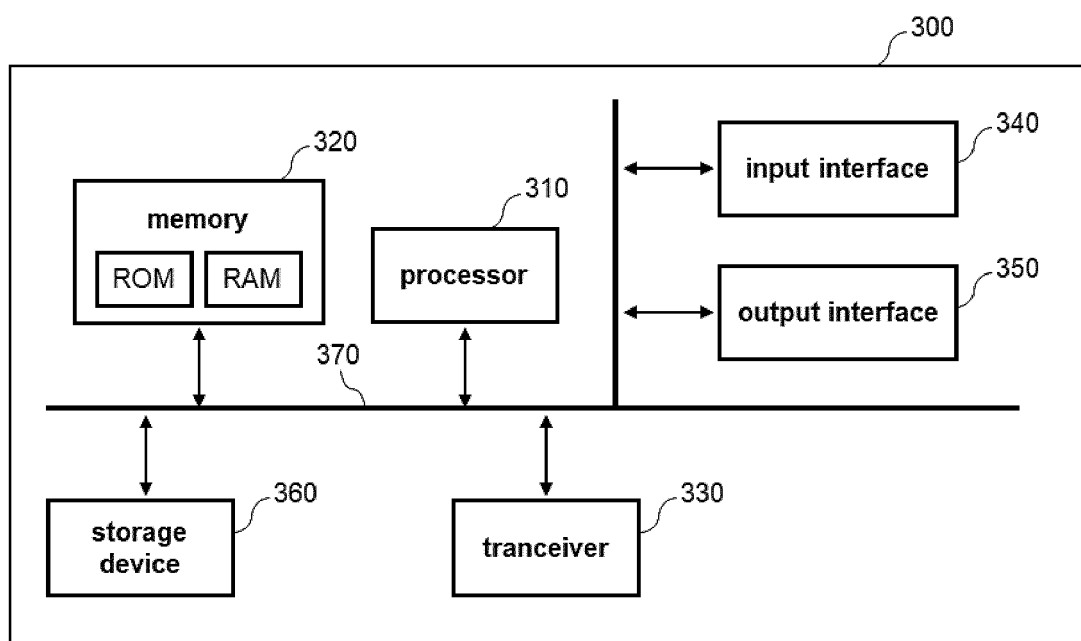 300
320
memory
ROM
RAM
310
processor
340
input interface
350
output interface
370
360
storage
device
330
tranceiver